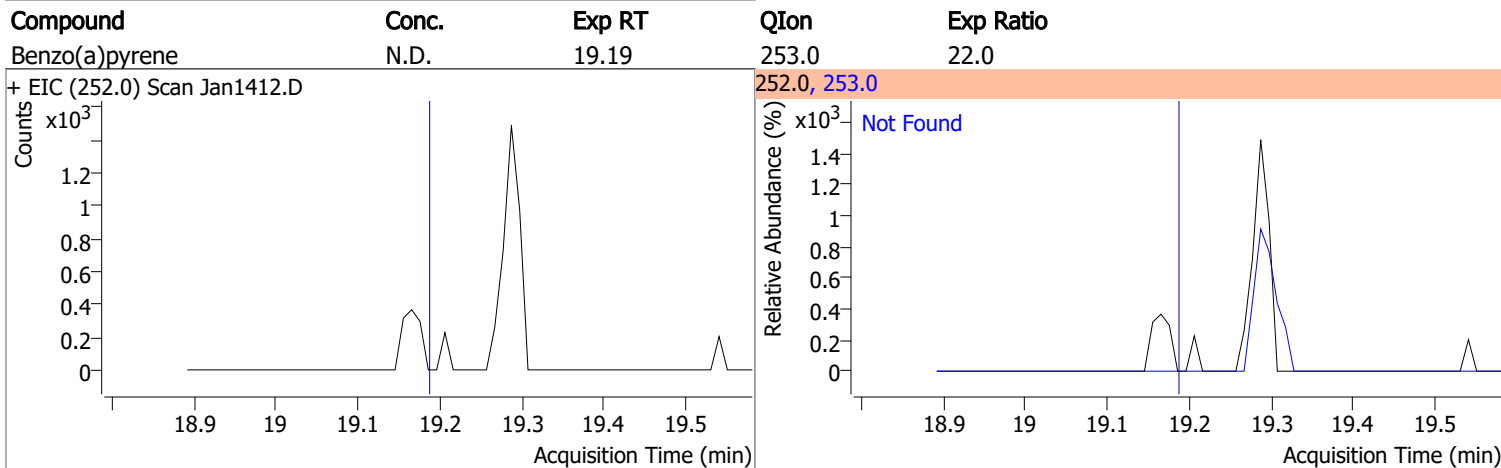 Compound Conc. Exp RT QIon Exp Ratio
Benzo(a)pyrene N.D. 19.19 253.0 22.0
+ EIC (252.0) Scan Jan1412.D
Counts
x10³
1.2
1
0.8
0.6
0.4
0.2
0
18.9 19 19.1 19.2 19.3 19.4 19.5
Acquisition Time (min)
252.0, 253.0
Relative Abundance (%)
x10³
Not Found
1.4
1.2
1
0.8
0.6
0.4
0.2
0
18.9 19 19.1 19.2 19.3 19.4 19.5
Acquisition Time (min)